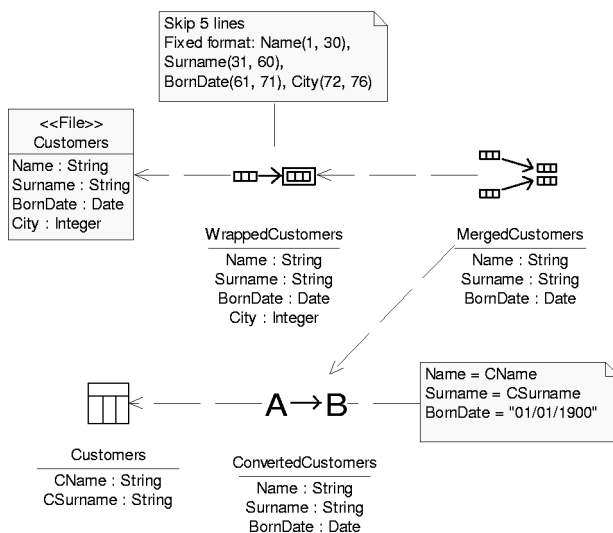 Skip 5 lines
Fixed format: Name(1, 30),
Surname(31, 60),
BornDate(61, 71), City(72, 76)
<<File>>
Customers
Name : String
Surname : String
BornDate : Date
City : Integer
WrappedCustomers
Name : String
Surname : String
BornDate : Date
City : Integer
MergedCustomers
Name : String
Surname : String
BornDate : Date
Customers
CName : String
CSurname : String
A→B
ConvertedCustomers
Name : String
Surname : String
BornDate : Date
Name = CName
Surname = CSurname
BornDate = "01/01/1900"